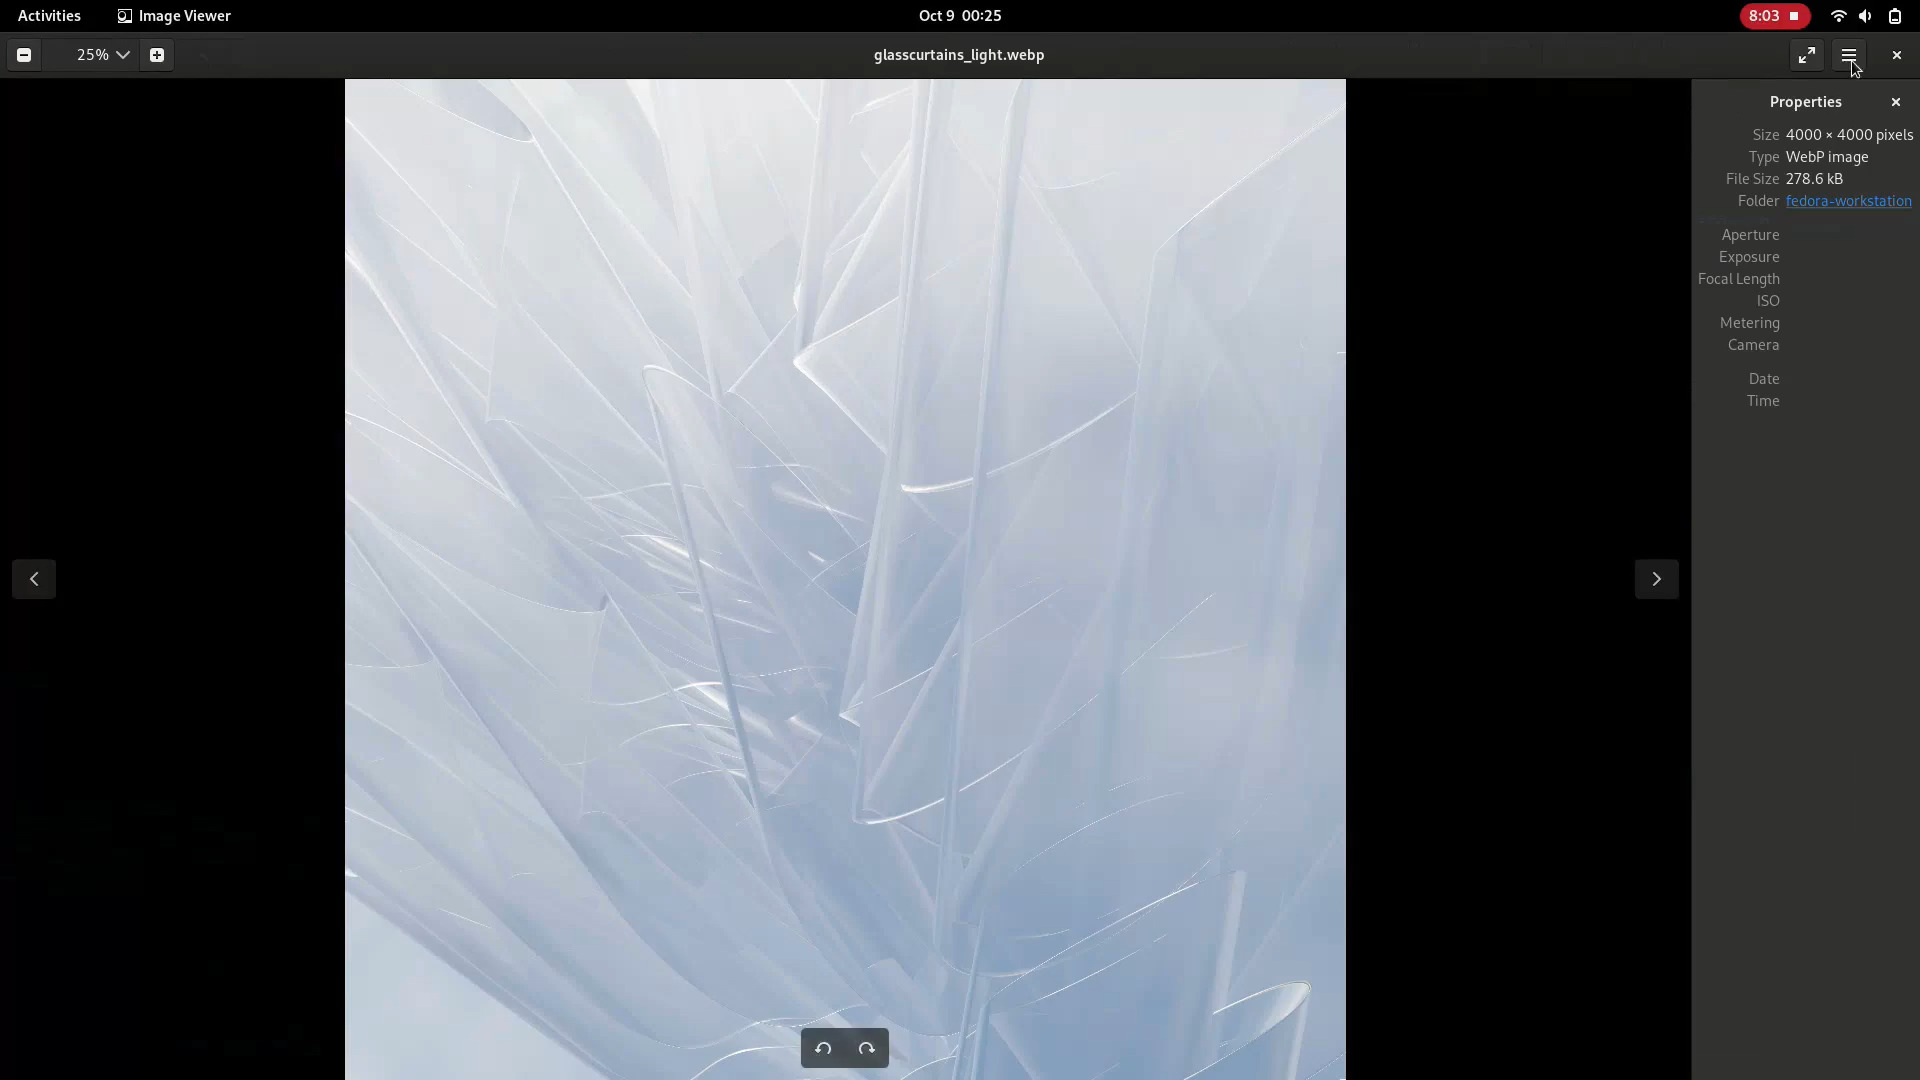 Activities
Image Viewer
Oct 9 00:25
8:03
25%
glasscurtains_light.webp
Properties
Size 4000 × 4000 pixels
Type WebP image
File Size 278.6 kB
Folder fedora-workstation
Aperture
Exposure
Focal Length
ISO
Metering
Camera
Date
Time